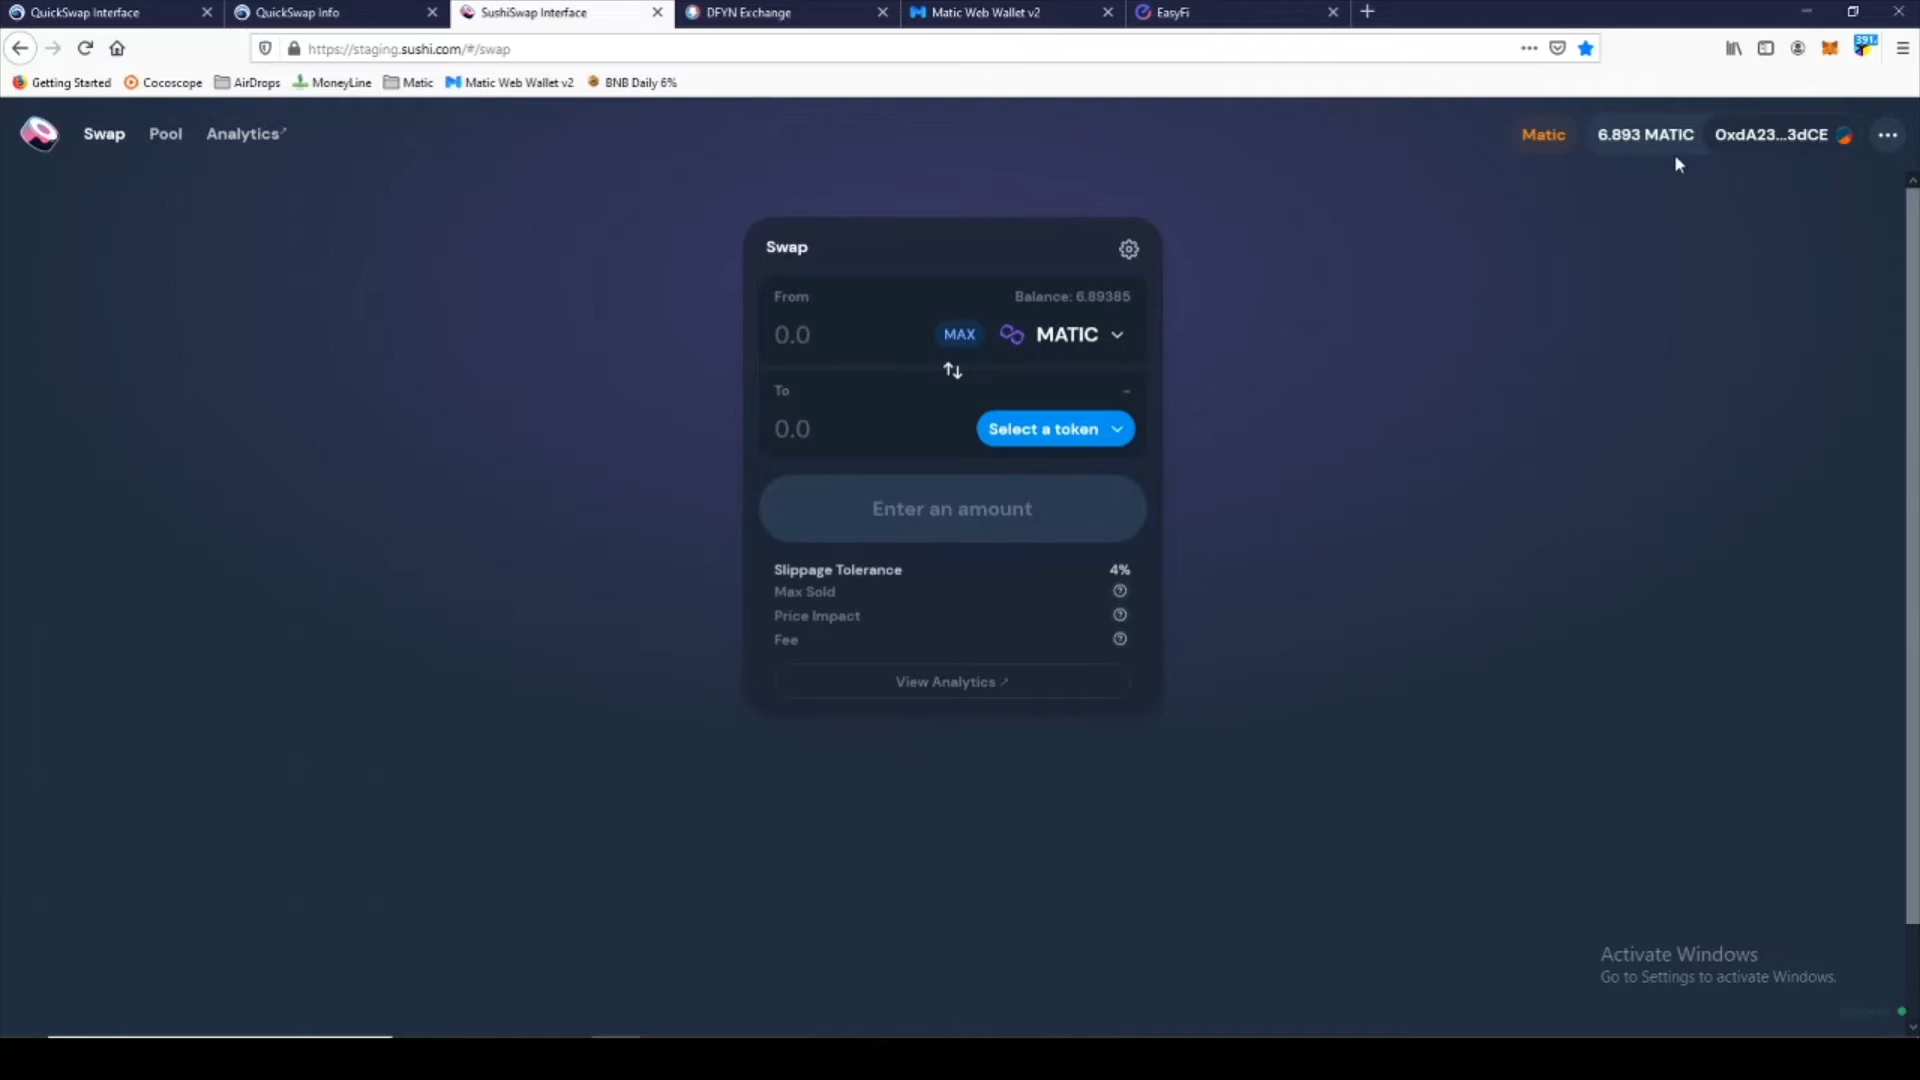 QuickSwap Interface
QuickSwap Info
SushiSwap Interface
DFYN Exchange
Matic Web Wallet v2
EasyFi
https://staging.sushi.com/#/swap
391.
Getting Started
Cocoscope
AirDrops
MoneyLine
Matic
Matic Web Wallet v2
BNB Daily 6%
Swap
Pool
Analytics↗
Matic
6.893 MATIC
0xdA23...3dCE
Swap
From
Balance: 6.89385
0.0
MAX
MATIC
To
-
0.0
Select a token
Enter an amount
Slippage Tolerance
4%
Max Sold
Price Impact
Fee
View Analytics ↗
Activate Windows
Go to Settings to activate Windows.